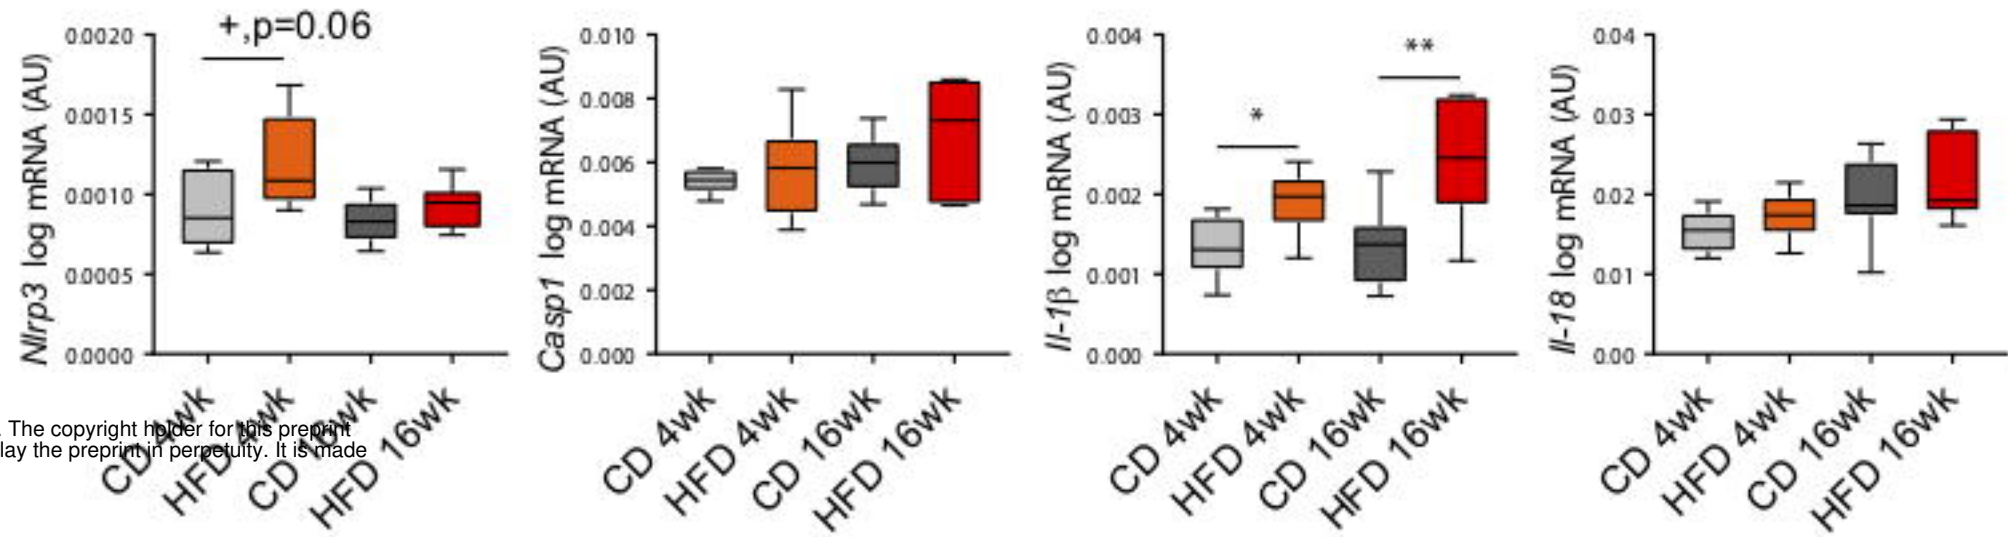 +,p=0.06
Nlrp3 log mRNA (AU)
0.0020
0.0015
0.0010
0.0005
0.0000
CD 4wk
HFD 4wk
CD 16wk
HFD 16wk
Casp1 log mRNA (AU)
0.010
0.008
0.006
0.004
0.002
0.000
CD 4wk
HFD 4wk
CD 16wk
HFD 16wk
Il-1β log mRNA (AU)
0.004
0.003
0.002
0.001
0.000
*
**
CD 4wk
HFD 4wk
CD 16wk
HFD 16wk
Il-18 log mRNA (AU)
0.04
0.03
0.02
0.01
0.00
CD 4wk
HFD 4wk
CD 16wk
HFD 16wk
. The copyright holder for this preprint
lay the preprint in perpetuity. It is made